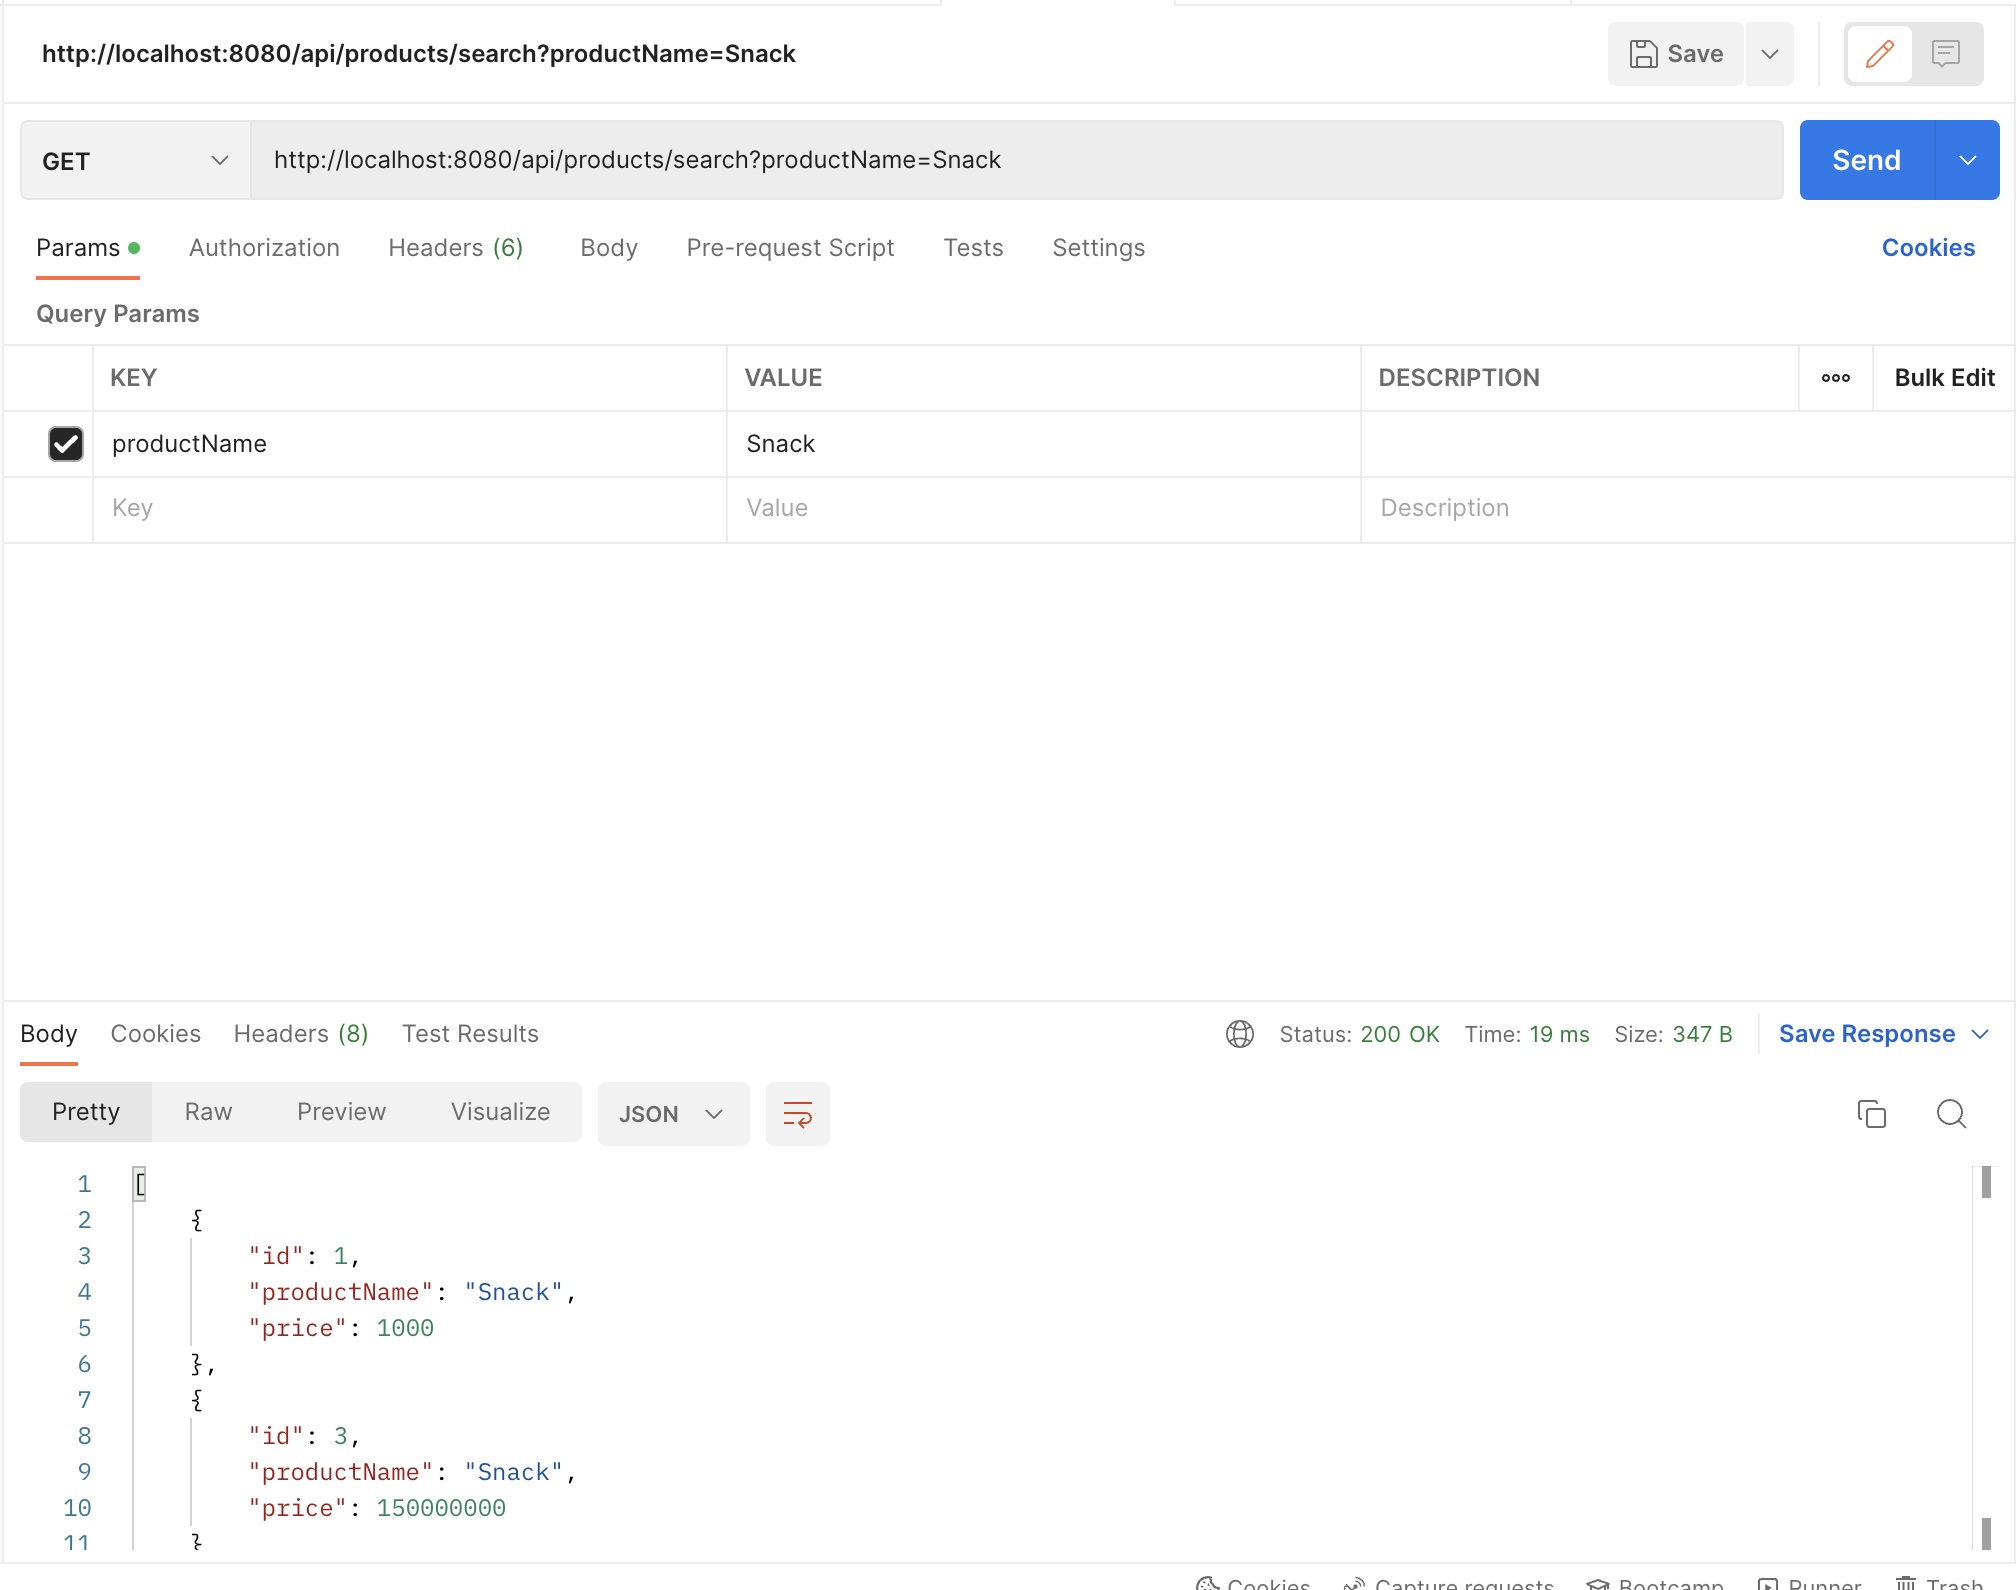 http://localhost:8080/api/products/search?productName=Snack
Save
GET
http://localhost:8080/api/products/search?productName=Snack
Send
Params
Authorization
Headers (6)
Body
Pre-request Script
Tests
Settings
Cookies
Query Params
KEY
VALUE
DESCRIPTION
ooo
Bulk Edit
productName
Snack
Key
Value
Description
Body
Cookies
Headers (8)
Test Results
Status: 200 OK
Time: 19 ms
Size: 347 B
Save Response
Pretty
Raw
Preview
Visualize
JSON
1 [
2 {
3 "id": 1,
4 "productName": "Snack",
5 "price": 1000
6 },
7 {
8 "id": 3,
9 "productName": "Snack",
10 "price": 150000000
11 }
Cookies
Capture requests
Bootcamp
Runner
Trash